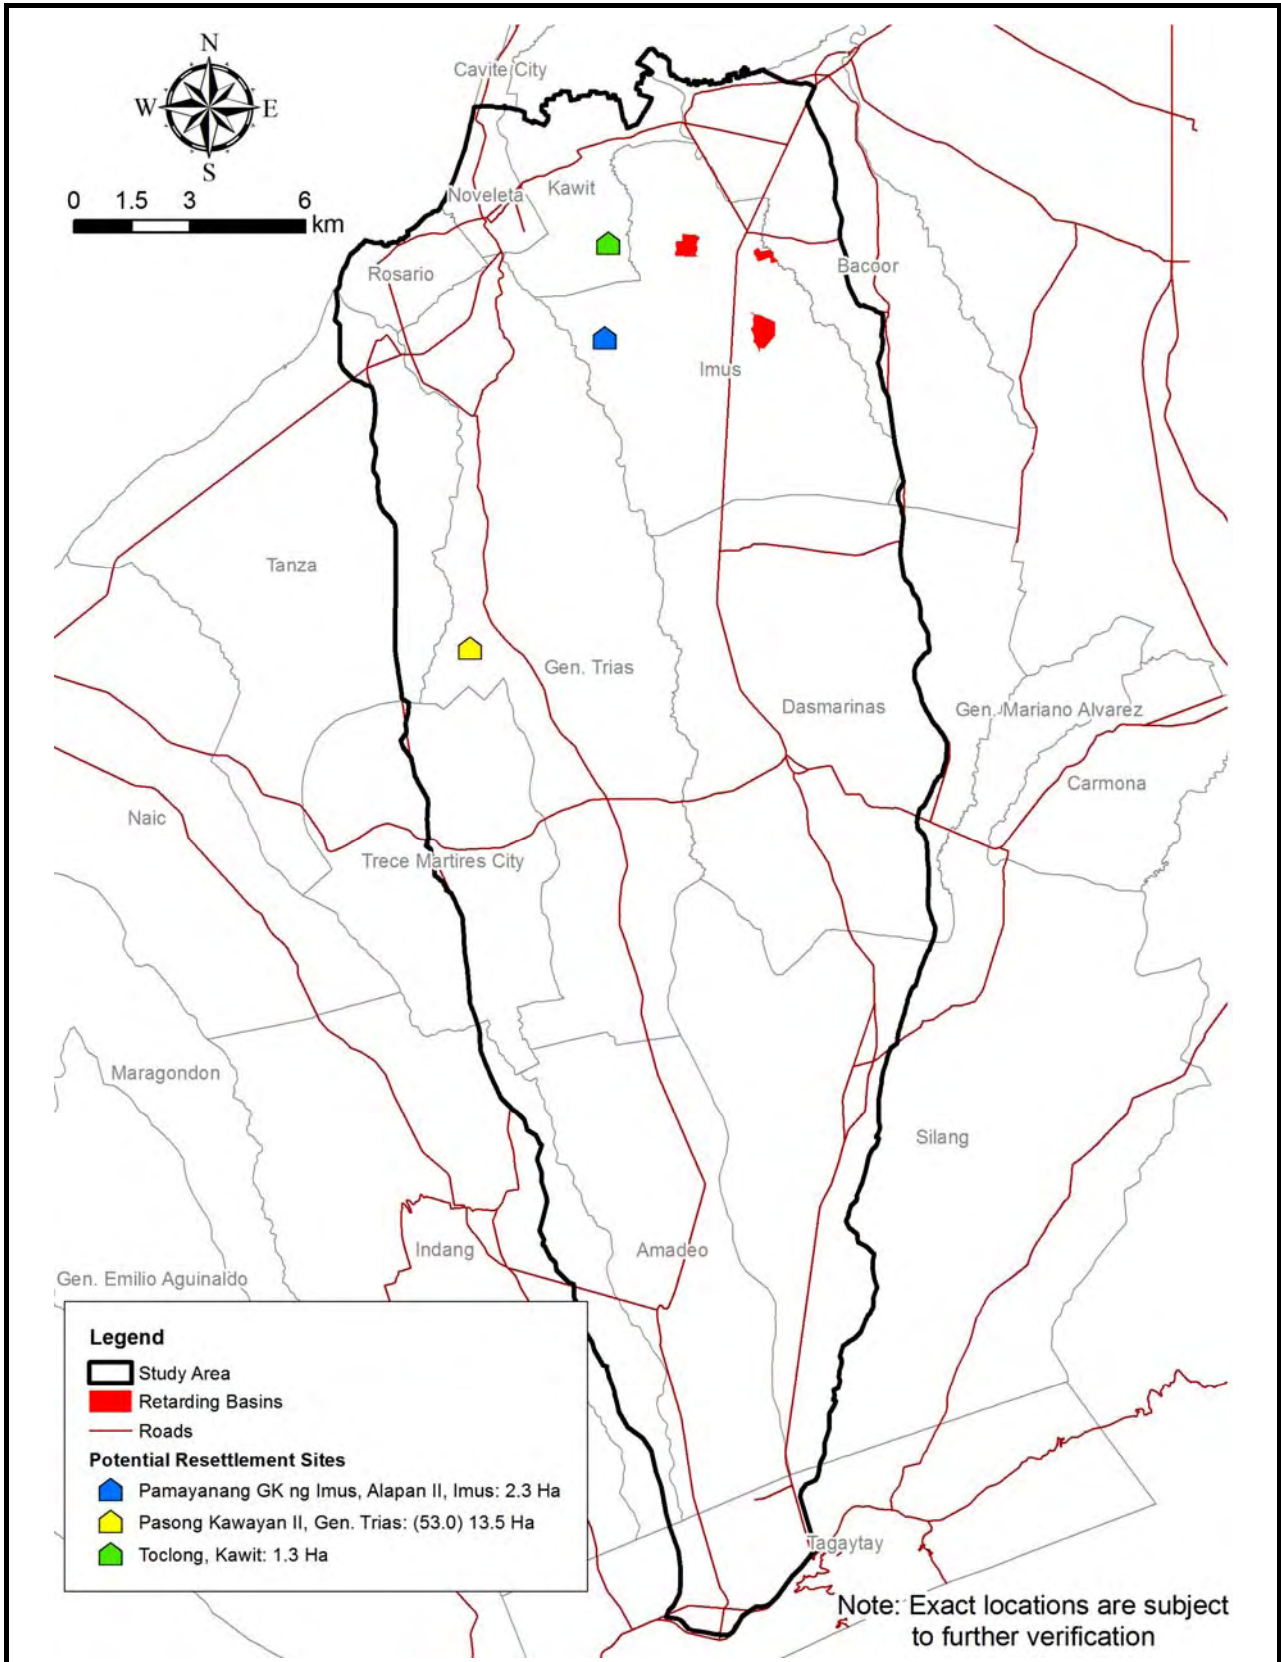 N
W E
S
0 1.5 3 6
km
Cavite City
Noveleta
Kawit
Rosario
Bacoor
Imus
Tanza
Gen. Trias
Dasmarinas
Gen. Mariano Alvarez
Carmona
Naic
Trece Martires City
Maragondon
Silang
Indang
Amadeo
Gen. Emilio Aguinaldo
Legend
Study Area
Retarding Basins
Roads
Potential Resettlement Sites
Pamayanang GK ng Imus, Alapan II, Imus: 2.3 Ha
Pasong Kawayan II, Gen. Trias: (53.0) 13.5 Ha
Toclong, Kawit: 1.3 Ha
Tagaytay
Note: Exact locations are subject
to further verification